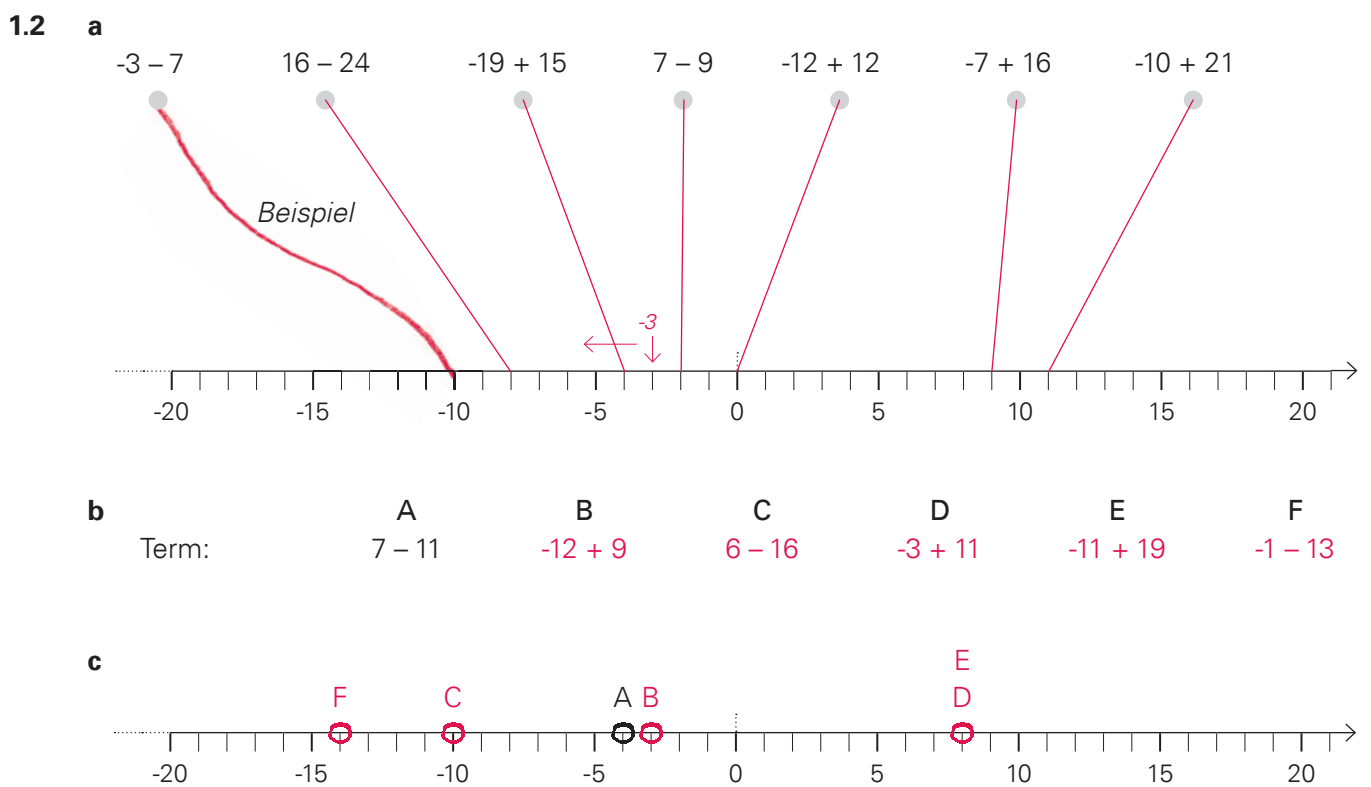 1.2 a
-3 – 7 16 – 24 -19 + 15 7 – 9 -12 + 12 -7 + 16 -10 + 21
Beispiel
-3
-20 -15 -10 -5 0 5 10 15 20
b A B C D E F
Term: 7 – 11 -12 + 9 6 – 16 -3 + 11 -11 + 19 -1 – 13
c E
F C A B D
-20 -15 -10 -5 0 5 10 15 20